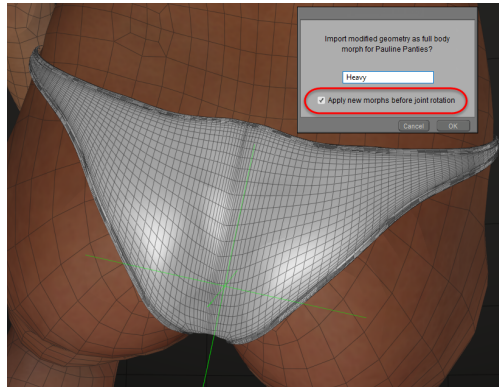 Import modified geometry as full body
morph for Pauline Panties?
Heavy
Apply new morphs before joint rotation
Cancel OK